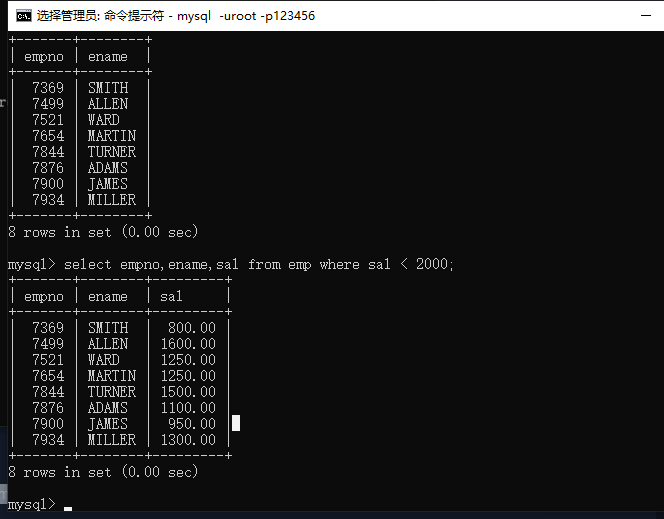 选择管理员: 命令提示符 - mysql -uroot -p123456
+-------+--------+
| empno | ename  |
+-------+--------+
|  7369 | SMITH  |
|  7499 | ALLEN  |
|  7521 | WARD   |
|  7654 | MARTIN |
|  7844 | TURNER |
|  7876 | ADAMS  |
|  7900 | JAMES  |
|  7934 | MILLER |
+-------+--------+
8 rows in set (0.00 sec)
mysql> select empno,ename,sal from emp where sal < 2000;
+-------+--------+---------+
| empno | ename  | sal     |
+-------+--------+---------+
|  7369 | SMITH  |  800.00 |
|  7499 | ALLEN  | 1600.00 |
|  7521 | WARD   | 1250.00 |
|  7654 | MARTIN | 1250.00 |
|  7844 | TURNER | 1500.00 |
|  7876 | ADAMS  | 1100.00 |
|  7900 | JAMES  |  950.00 |
|  7934 | MILLER | 1300.00 |
+-------+--------+---------+
8 rows in set (0.00 sec)
mysql>